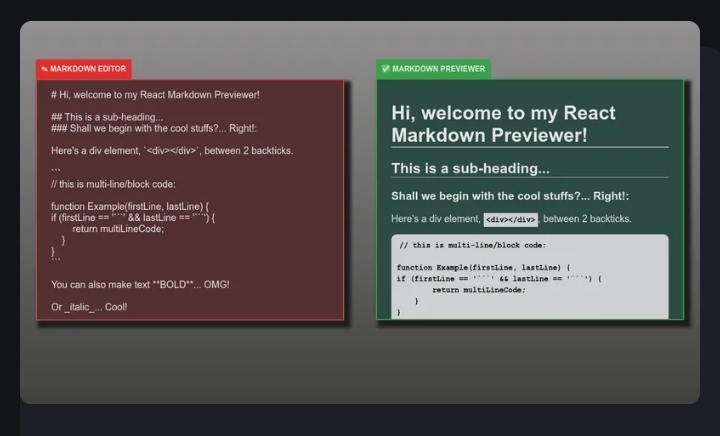 ✎ MARKDOWN EDITOR
# Hi, welcome to my React Markdown Previewer!
## This is a sub-heading...
### Shall we begin with the cool stuffs?... Right!:
Here's a div element, `<div></div>`, between 2 backticks.
```
// this is multi-line/block code:
function Example(firstLine, lastLine) {
if (firstLine == '```' && lastLine == '```') {
return multiLineCode;
}
}
```
You can also make text **BOLD**... OMG!
Or _italic_... Cool!
MARKDOWN PREVIEWER
Hi, welcome to my React
Markdown Previewer!
This is a sub-heading...
Shall we begin with the cool stuffs?... Right!:
Here's a div element, <div></div>, between 2 backticks.
// this is multi-line/block code:
function Example(firstLine, lastLine) {
if (firstLine == '```' && lastLine == '```') {
return multiLineCode;
}
}